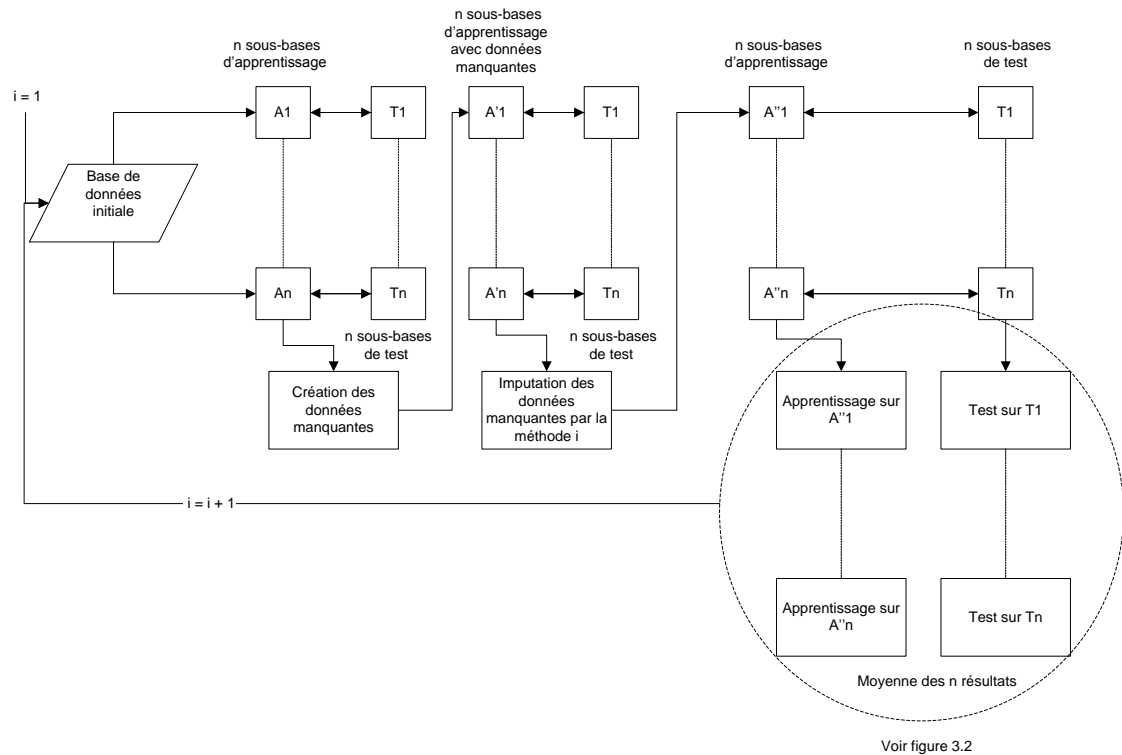 n sous-bases
d'apprentissage
n sous-bases
d'apprentissage
avec données
manquantes
n sous-bases
d'apprentissage
n sous-bases
de test
i = 1
A1
T1
A'1
T1
A''1
T1
Base de
données
initiale
An
Tn
A'n
Tn
A''n
Tn
n sous-bases
de test
n sous-bases
de test
Création des
données
manquantes
Imputation des
données
manquantes par la
méthode i
Apprentissage sur
A''1
Test sur T1
i = i + 1
Apprentissage sur
A''n
Test sur Tn
Moyenne des n résultats
Voir figure 3.2